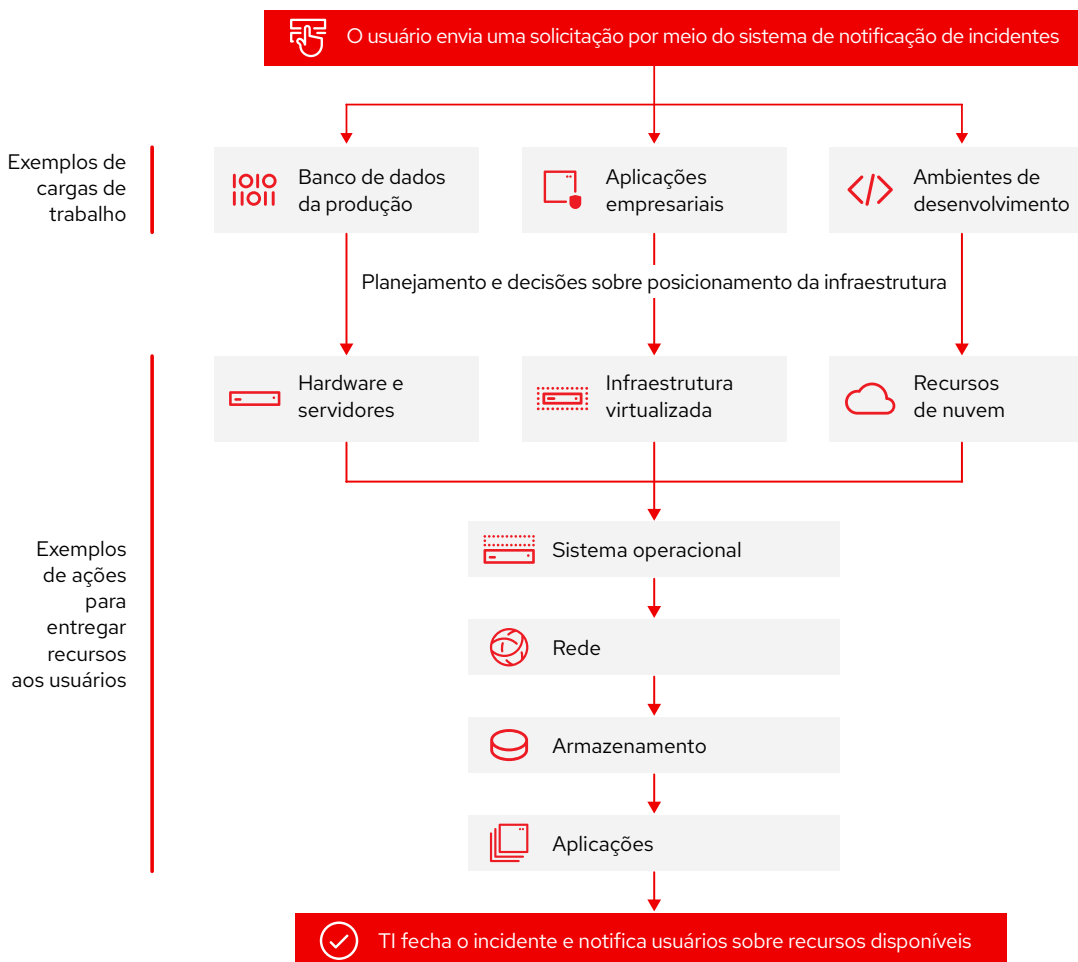 O usuário envia uma solicitação por meio do sistema de notificação de incidentes
Exemplos de
cargas de
trabalho
1010
11011
Banco de dados
da produção
Aplicações
empresariais
Ambientes de
desenvolvimento
Planejamento e decisões sobre posicionamento da infraestrutura
Exemplos
de ações
para
entregar
recursos
aos usuários
Hardware e
servidores
Infraestrutura
virtualizada
Recursos
de nuvem
Sistema operacional
Rede
Armazenamento
Aplicações
TI fecha o incidente e notifica usuários sobre recursos disponíveis